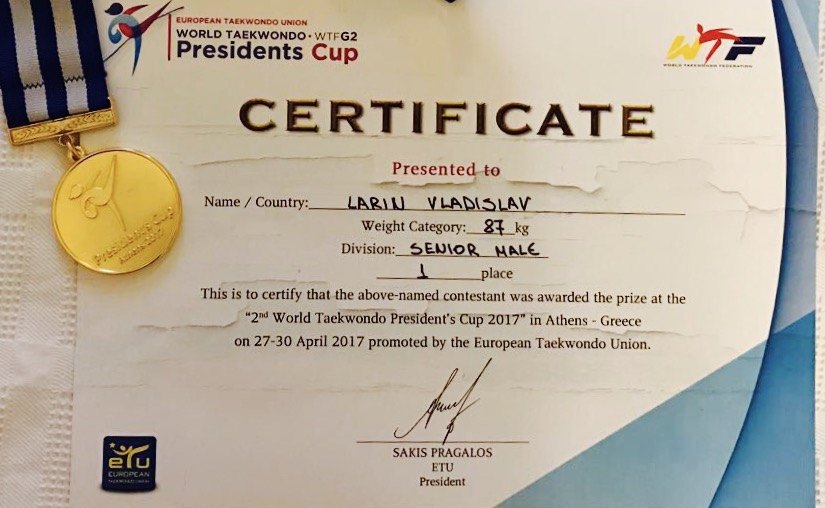 EUROPEAN TAEKWONDO UNION
WORLD TAEKWONDO • WTFG2
Presidents Cup
WTF
WORLD TAEKWONDO FEDERATION
CERTIFICATE
Presented to
Name / Country: LARIN VLADISLAV
Weight Category: 87 kg
Division: SENIOR MALE
1 place
This is to certify that the above-named contestant was awarded the prize at the
“2nd World Taekwondo President's Cup 2017” in Athens - Greece
on 27-30 April 2017 promoted by the European Taekwondo Union.
SAKIS PRAGALOS
ETU
President
Presidents Cup
Athens 2017
eTu
EUROPEAN
TAEKWONDO UNION